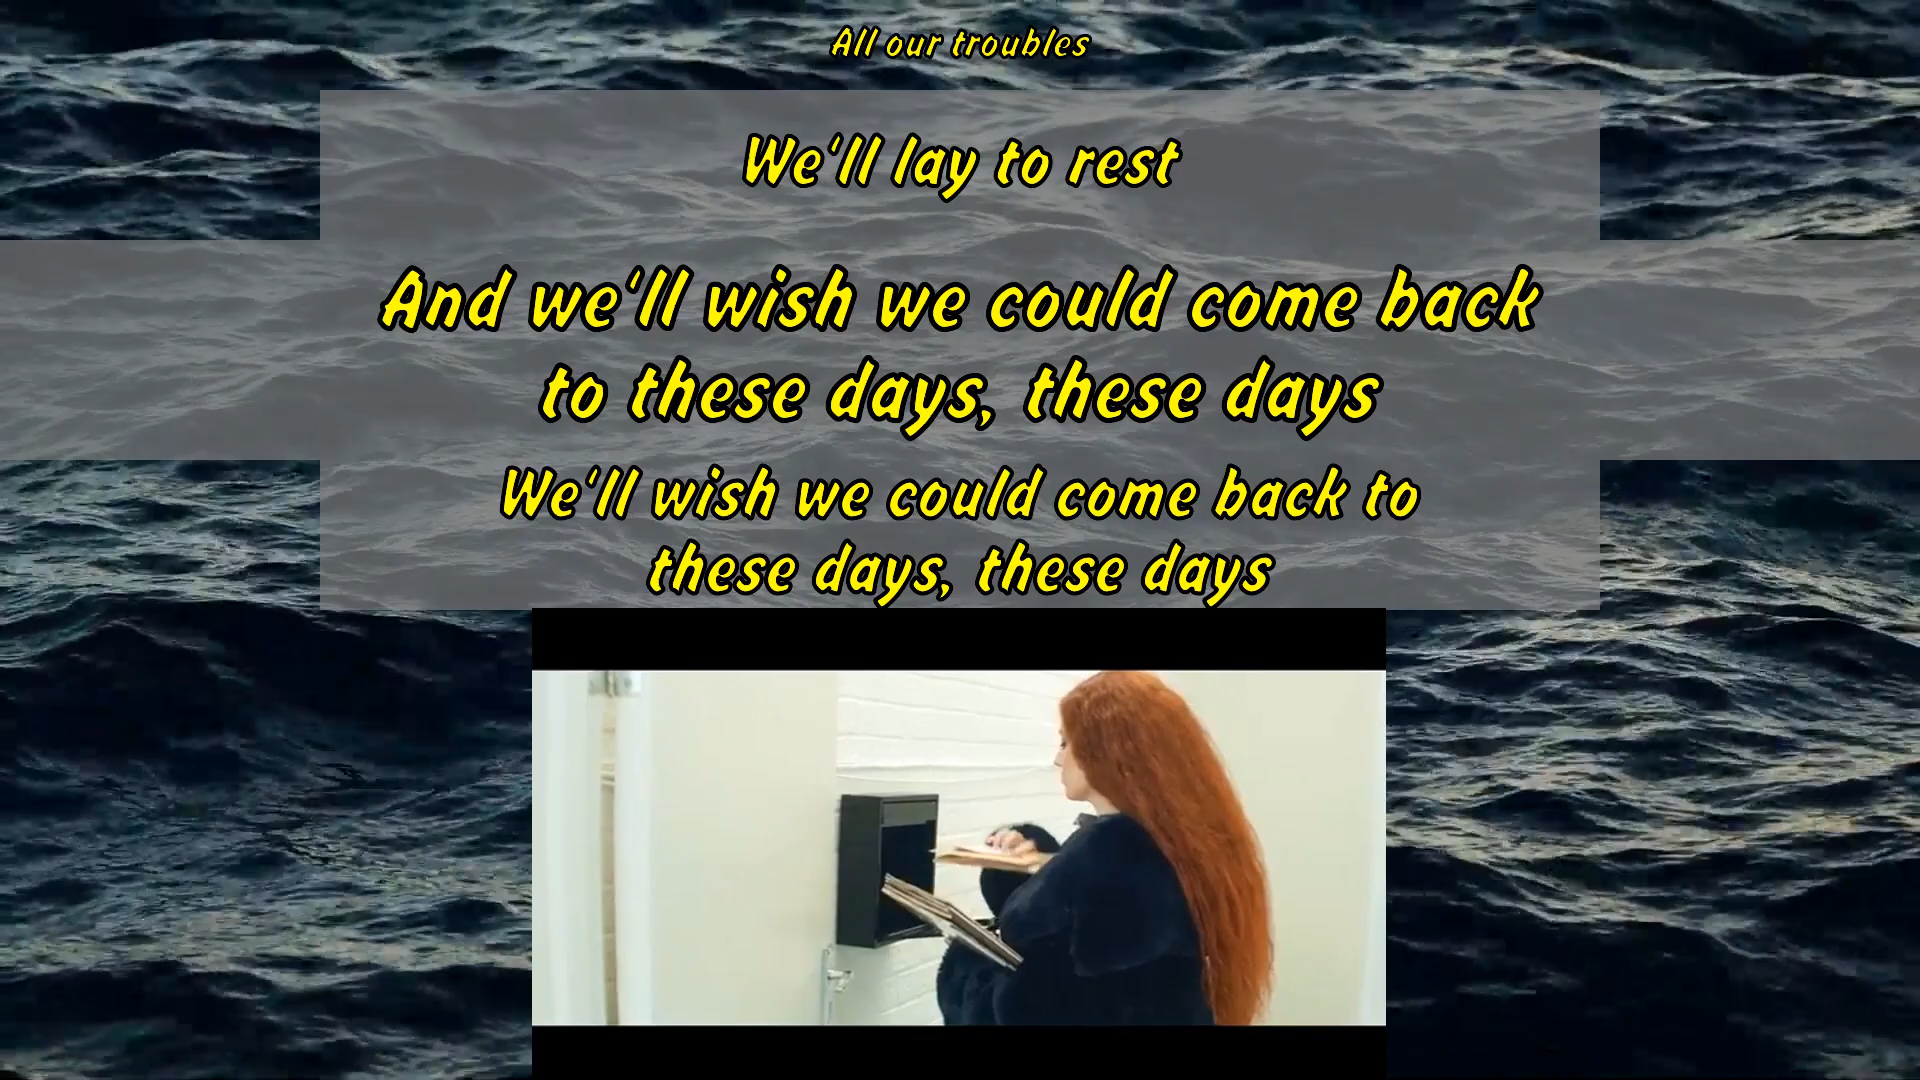 All our troubles
We'll lay to rest
And we'll wish we could come back
to these days, these days
We'll wish we could come back to
these days, these days